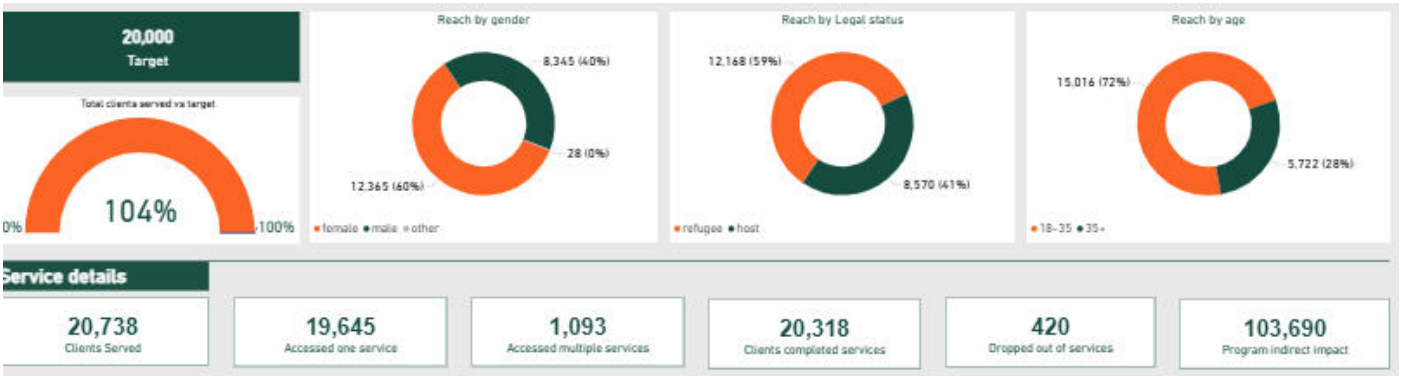 20,000
Target
Total clients served vs target
104%
0%
100%
Reach by gender
8,345 (40%)
28 (0%)
12,365 (60%)
female male other
Reach by Legal status
12,168 (59%)
8,570 (41%)
refugee host
Reach by age
15,016 (72%)
5,722 (28%)
18-35 35+
Service details
20,738
Clients Served
19,645
Accessed one service
1,093
Accessed multiple services
20,318
Clients completed services
420
Dropped out of services
103,690
Program indirect impact